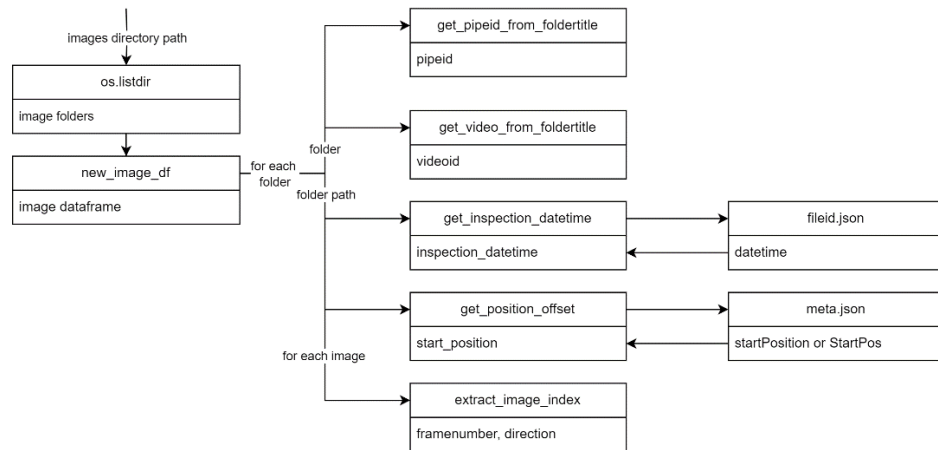 images directory path
os.listdir
image folders
new_image_df
image dataframe
for each
folder
folder
folder path
for each image
get_pipeid_from_foldertitle
pipeid
get_video_from_foldertitle
videoid
get_inspection_datetime
inspection_datetime
fileid.json
datetime
get_position_offset
start_position
meta.json
startPosition or StartPos
extract_image_index
framenumber, direction